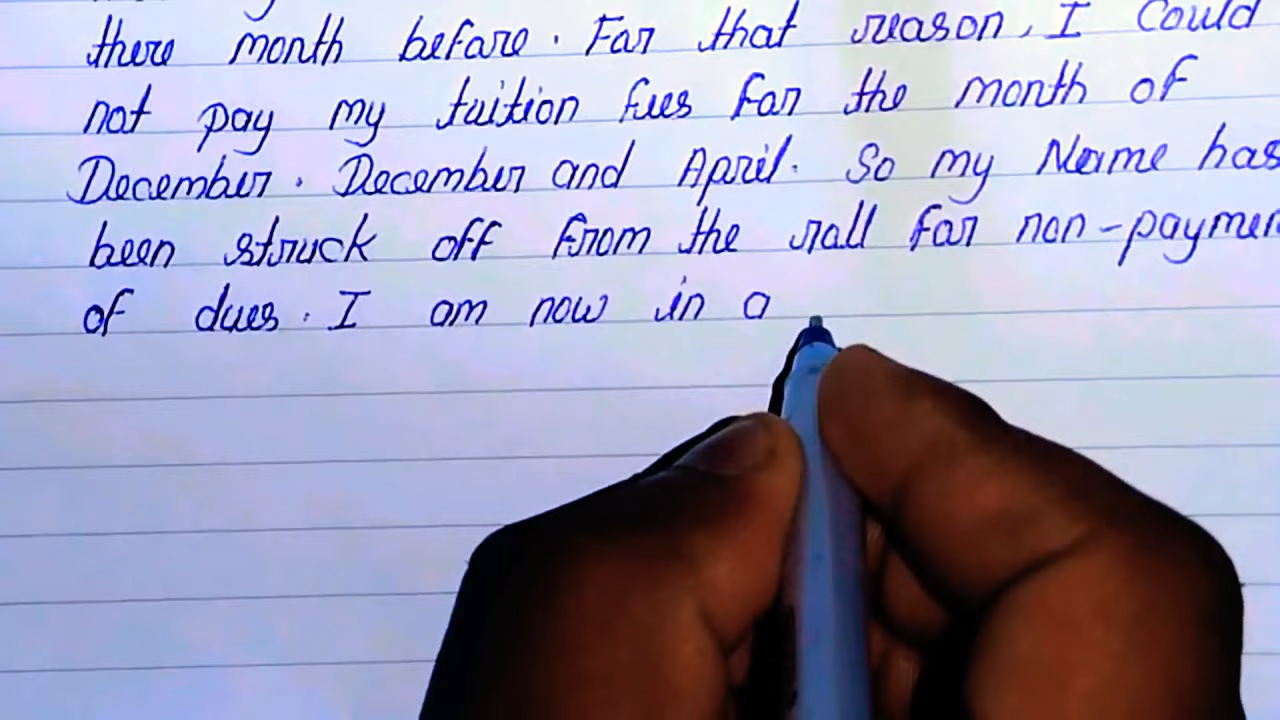 there month before. For that reason, I Could
not pay my tuition fees for the month of
December. December and April. So my Name has
been struck off from the roll for non-paymen
of dues. I am now in a